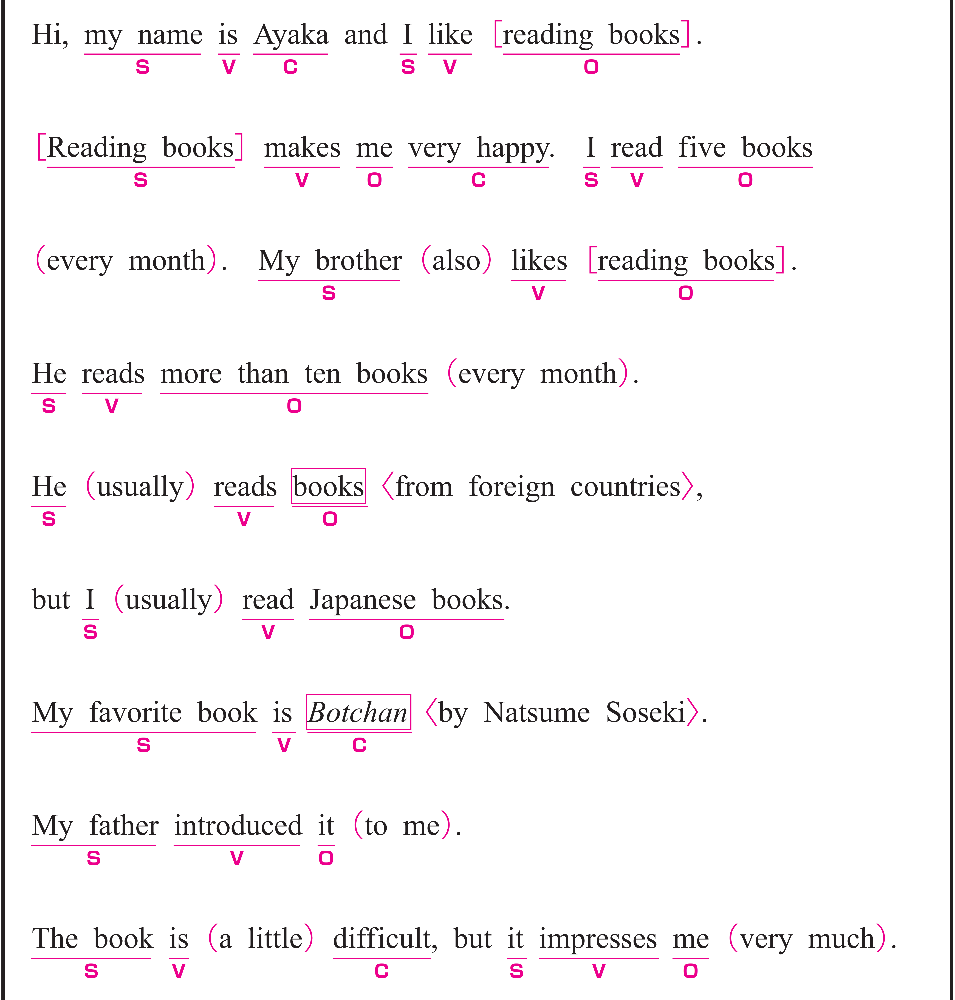 Hi, my name is Ayaka and I like [reading books].
S V C S V O
[Reading books] makes me very happy. I read five books
S V O C S V O
(every month). My brother (also) likes [reading books].
S V O
He reads more than ten books (every month).
S V O
He (usually) reads books 〈from foreign countries〉,
S V O
but I (usually) read Japanese books.
S V O
My favorite book is Botchan 〈by Natsume Soseki〉.
S V C
My father introduced it (to me).
S V O
The book is (a little) difficult, but it impresses me (very much).
S V C S V O